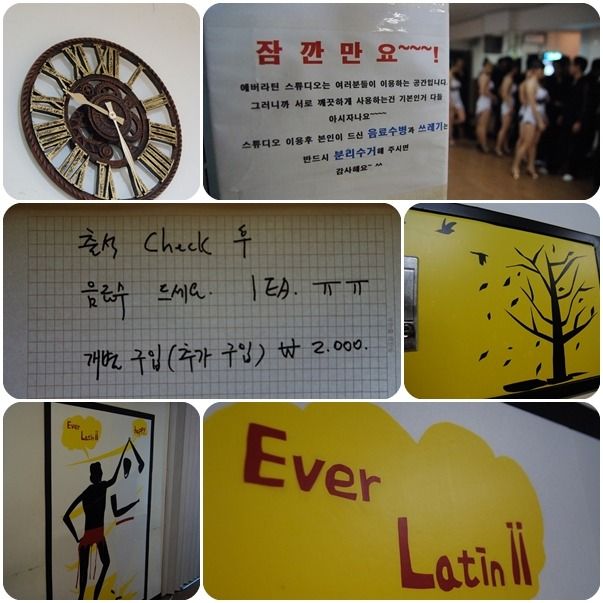 잠깐만요~~~!
에버라틴 스튜디오는 여러분들이 이용하는 공간입니다.
그러니까 서로 깨끗하게 사용하는건 기본인거 다들
아시자나요~~~~
스튜디오 이용후 본인이 드신 음료수병과 쓰레기는
반드시 분리수거해 주시면
감사해요~ ^^
출석 Check 후
음료수 드세요. 1EA. ㅠㅠ
개별 구입(추가 구입) ₩ 2.000.
Ever
Latin ii
Ever
Latin ii